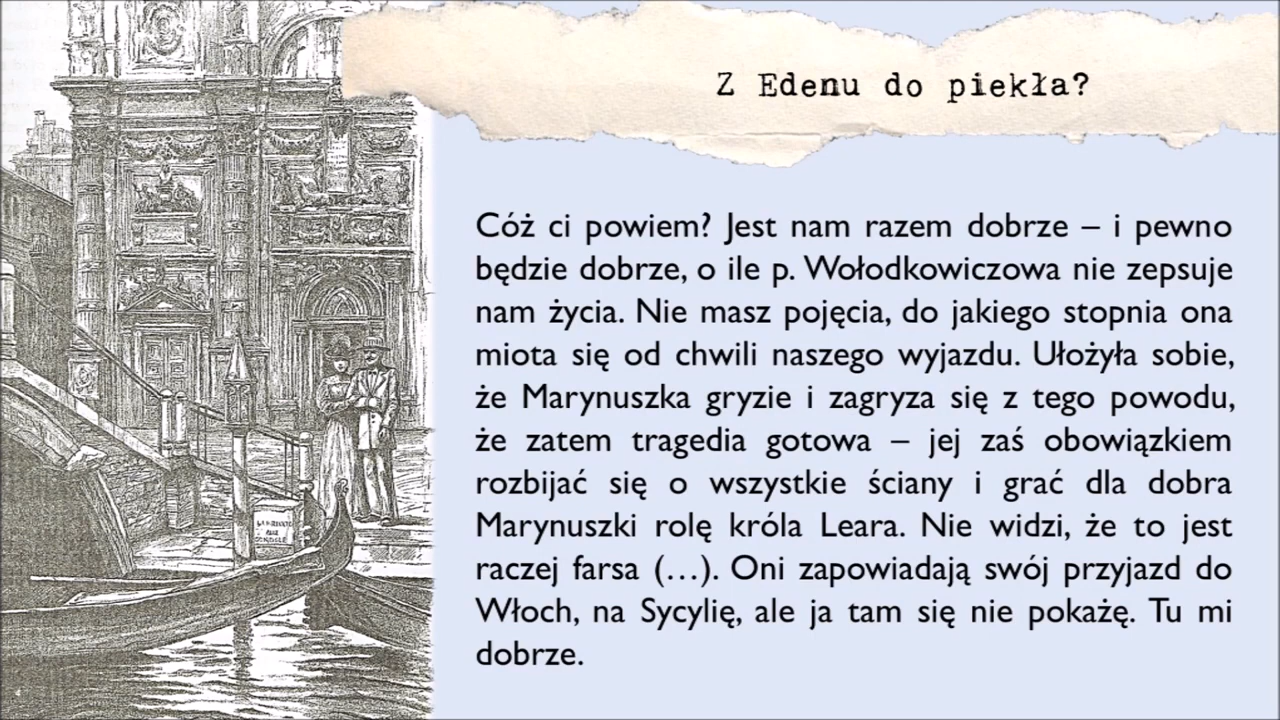 Z Edenu do piekła?
Cóż ci powiem? Jest nam razem dobrze – i pewno
będzie dobrze, o ile p. Wołodkowiczowa nie zepsuje
nam życia. Nie masz pojęcia, do jakiego stopnia ona
miota się od chwili naszego wyjazdu. Ułożyła sobie,
że Marynuszka gryzie i zagryza się z tego powodu,
że zatem tragedia gotowa – jej zaś obowiązkiem
rozbijać się o wszystkie ściany i grać dla dobra
Marynuszki rolę króla Leara. Nie widzi, że to jest
raczej farsa (…). Oni zapowiadają swój przyjazd do
Włoch, na Sycylię, ale ja tam się nie pokażę. Tu mi
dobrze.